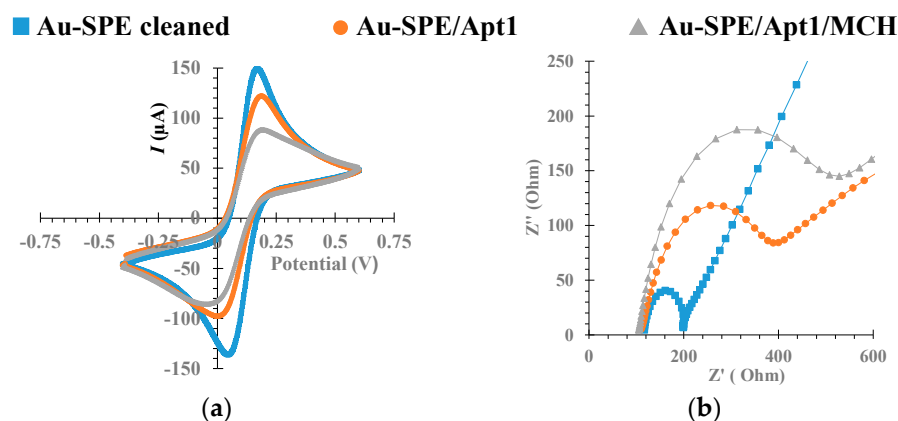 Au-SPE cleaned Au-SPE/Apt1 Au-SPE/Apt1/MCH
150
100
50
0
-50
-100
-150
-0.75 -0.5 -0.25 0 0.25 0.5 0.75
I (µA)
Potential (V)
(a)
250
200
150
100
50
0
0 200 400 600
Z'' (Ohm)
Z' ( Ohm)
(b)